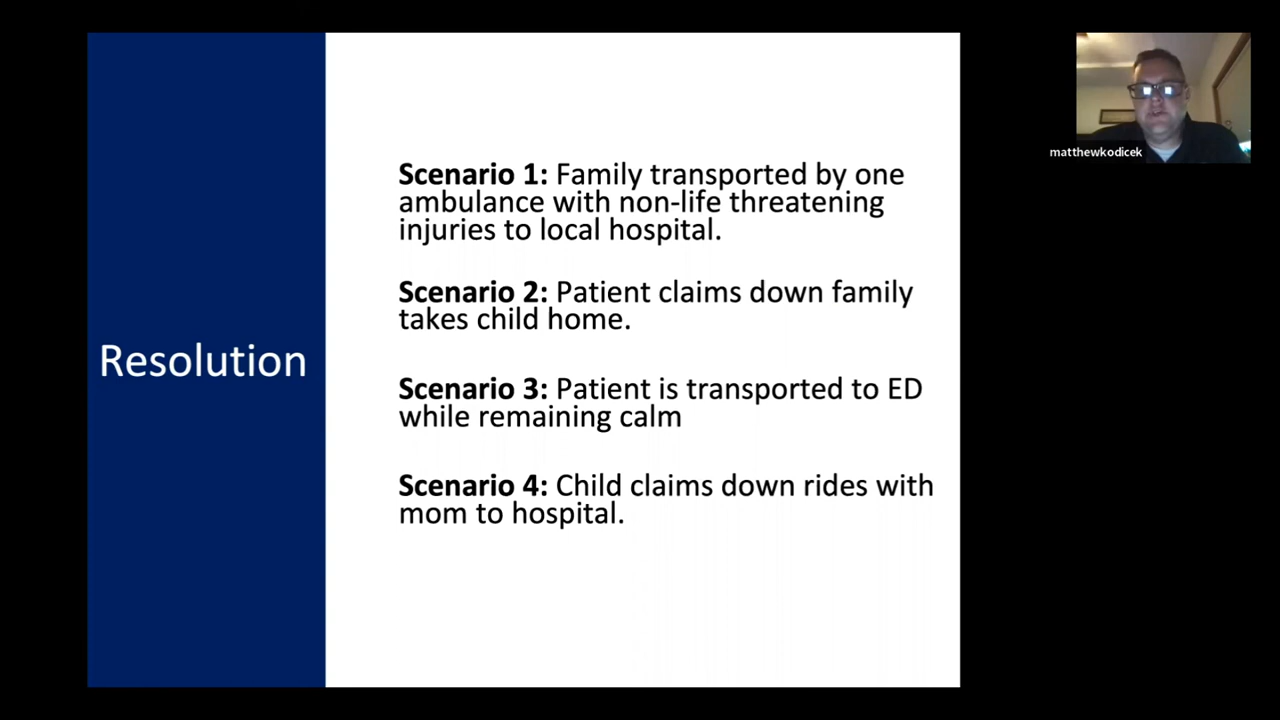 Resolution
Scenario 1: Family transported by one
ambulance with non-life threatening
injuries to local hospital.
Scenario 2: Patient claims down family
takes child home.
Scenario 3: Patient is transported to ED
while remaining calm
Scenario 4: Child claims down rides with
mom to hospital.
matthewkodicek